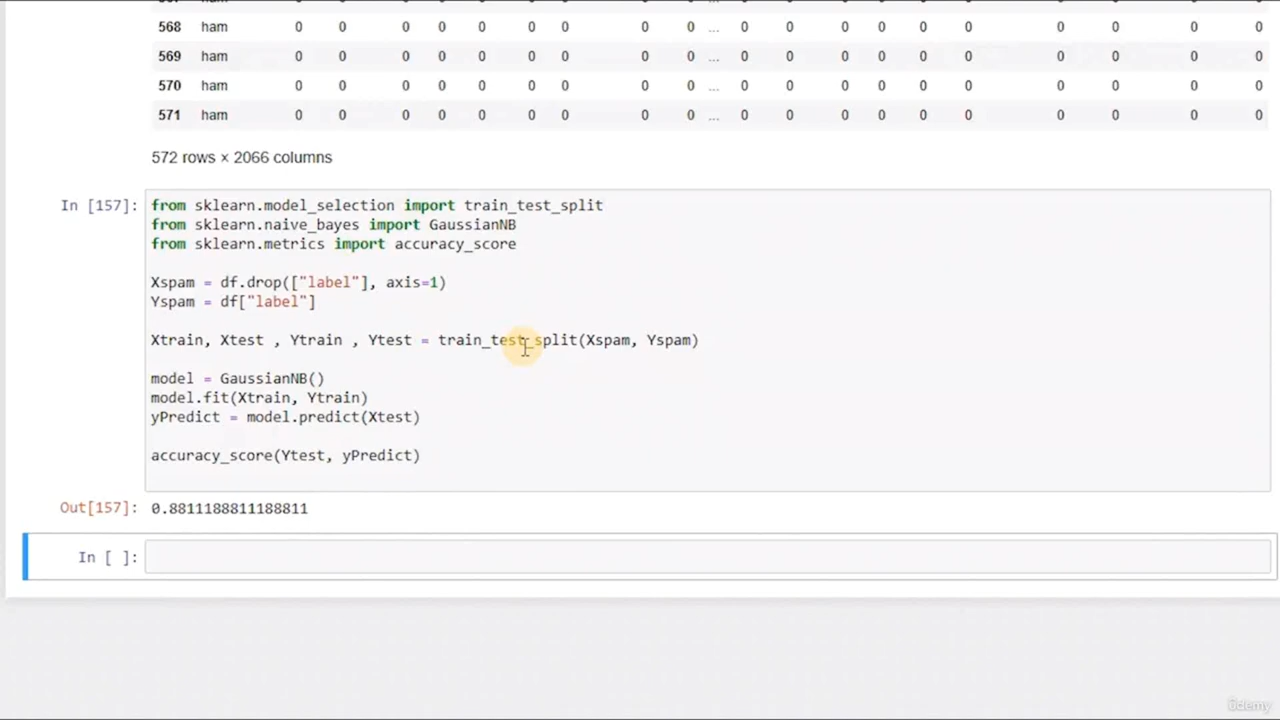 568 ham 0 0 0 0 0 0 0 0 ... 0 0 0 0 0 0 0 0 0
569 ham 0 0 0 0 0 0 0 0 ... 0 0 0 0 0 0 0 0 0
570 ham 0 0 0 0 0 0 0 0 ... 0 0 0 0 0 0 0 0 0
571 ham 0 0 0 0 0 0 0 0 ... 0 0 0 0 0 0 0 0 0
572 rows × 2066 columns
In [157]: from sklearn.model_selection import train_test_split
from sklearn.naive_bayes import GaussianNB
from sklearn.metrics import accuracy_score
Xspam = df.drop(["label"], axis=1)
Yspam = df["label"]
Xtrain, Xtest , Ytrain , Ytest = train_test_split(Xspam, Yspam)
model = GaussianNB()
model.fit(Xtrain, Ytrain)
yPredict = model.predict(Xtest)
accuracy_score(Ytest, yPredict)
Out[157]: 0.8811188811188811
In [ ]:
ûdemy